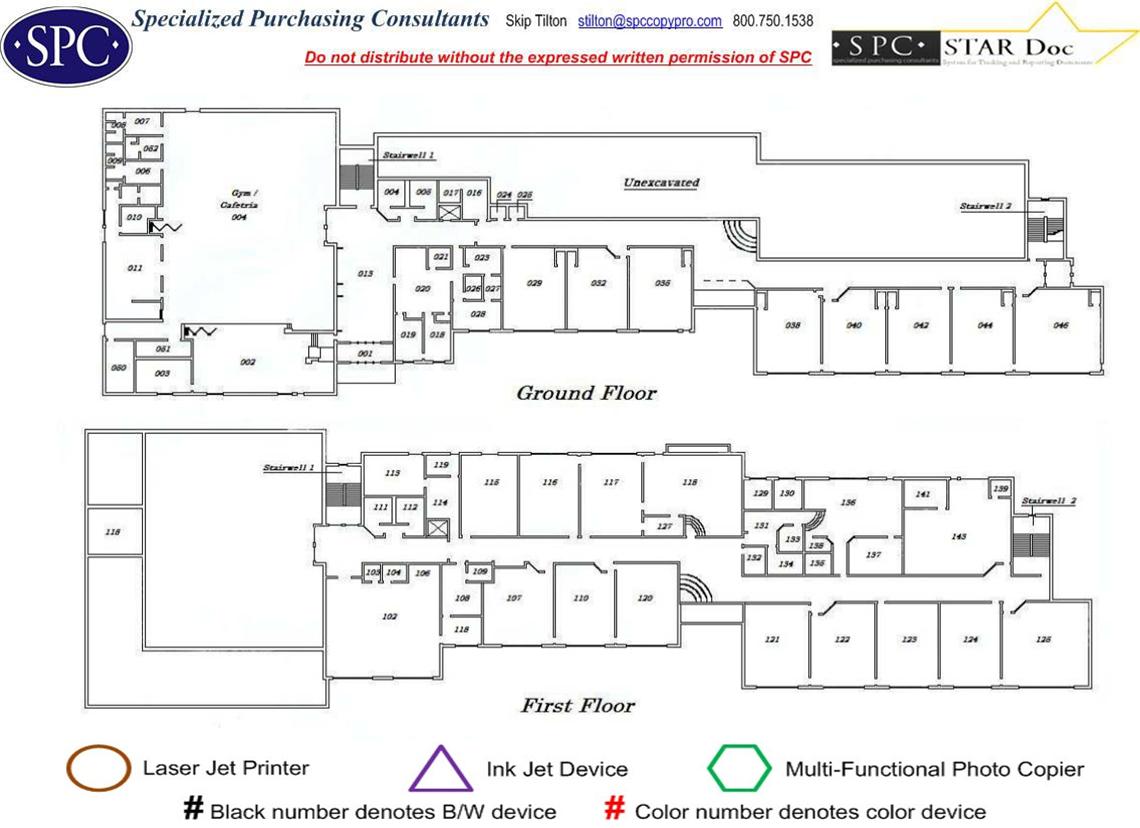 SPC
Specialized Purchasing Consultants Skip Tilton stilton@spccopypro.com 800.750.1538
Do not distribute without the expressed written permission of SPC
SPC STAR Doc
specialized purchasing consultants System for Tracking and Reporting Documents
008 007
062
009 006
010
011
Gym /
Cafetria
004
Stairwell 1
004 005 017 016 024 025
Unexcavated
Stairwell 2
013
021 023
020 026 027
028
019 018
029 032 035
038 040 042 044 046
061
060 003 002 001
Ground Floor
Stairwell 1
113 119
111 112 114
115 116 117 118
127
129 130 136 141 139
Stairwell 2
118
131 133 138 143
132 134 135 137
103 104 106 109
102 108 107 110 120
118
121 122 123 124 125
First Floor
Laser Jet Printer Ink Jet Device Multi-Functional Photo Copier
# Black number denotes B/W device # Color number denotes color device